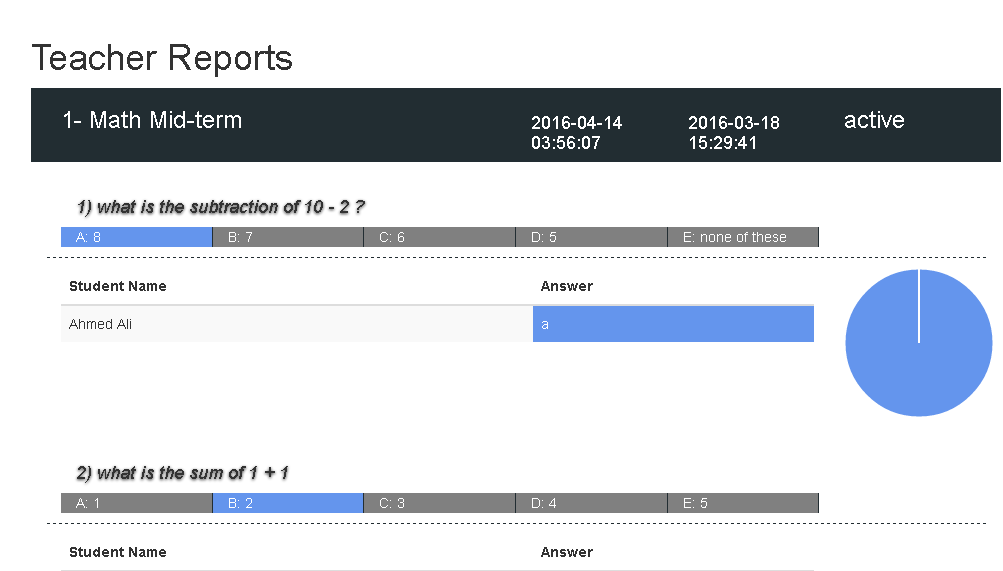 Teacher Reports
1- Math Mid-term 2016-04-14 2016-03-18 active
03:56:07 15:29:41
1) what is the subtraction of 10 - 2 ?
A: 8 B: 7 C: 6 D: 5 E: none of these
Student Name Answer
Ahmed Ali a
2) what is the sum of 1 + 1
A: 1 B: 2 C: 3 D: 4 E: 5
Student Name Answer